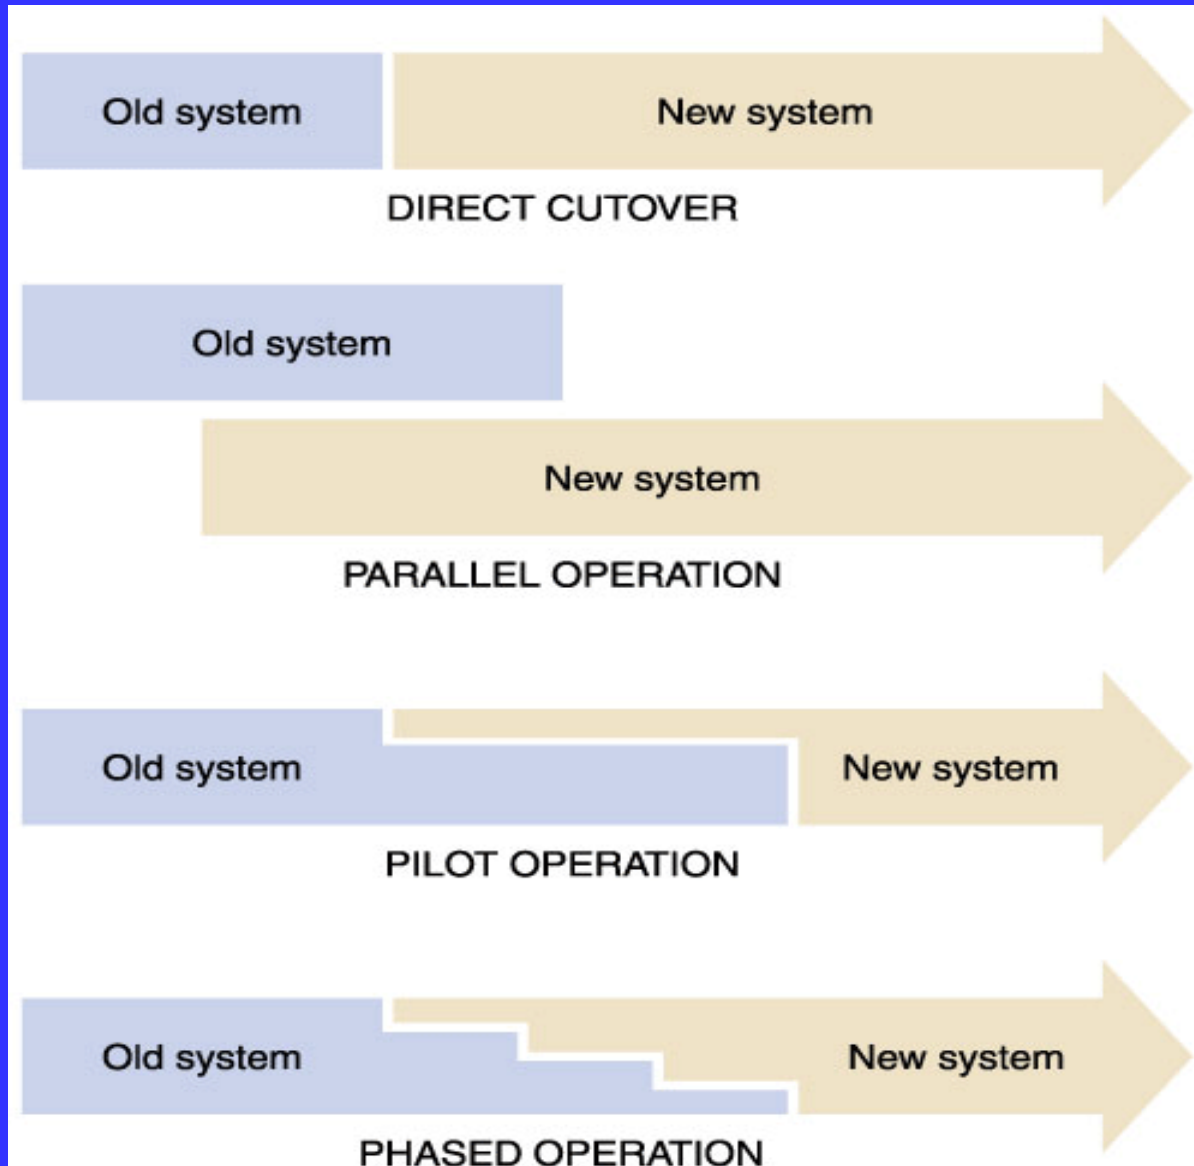 Old system
New system
DIRECT CUTOVER
Old system
New system
PARALLEL OPERATION
Old system
New system
PILOT OPERATION
Old system
New system
PHASED OPERATION